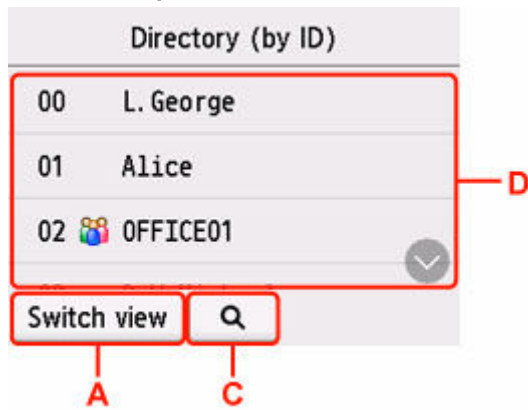 Directory (by ID)
00 L. George
01 Alice
02 OFFICE01
D
Switch view
A
C